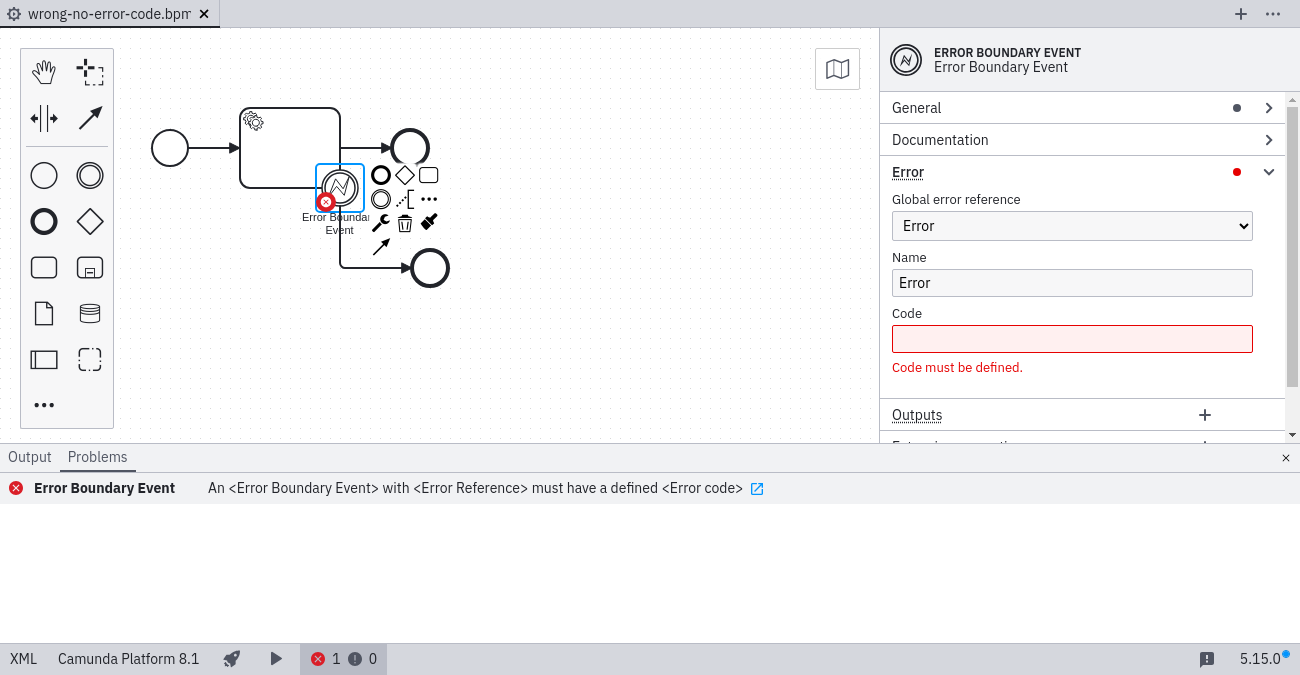 wrong-no-error-code.bpm
ERROR BOUNDARY EVENT
Error Boundary Event
General
Documentation
Error
Global error reference
Error
Name
Error
Code
Code must be defined.
Outputs
Error Boundar
Event
Output Problems
Error Boundary Event An <Error Boundary Event> with <Error Reference> must have a defined <Error code>
XML Camunda Platform 8.1 1 0 5.15.0